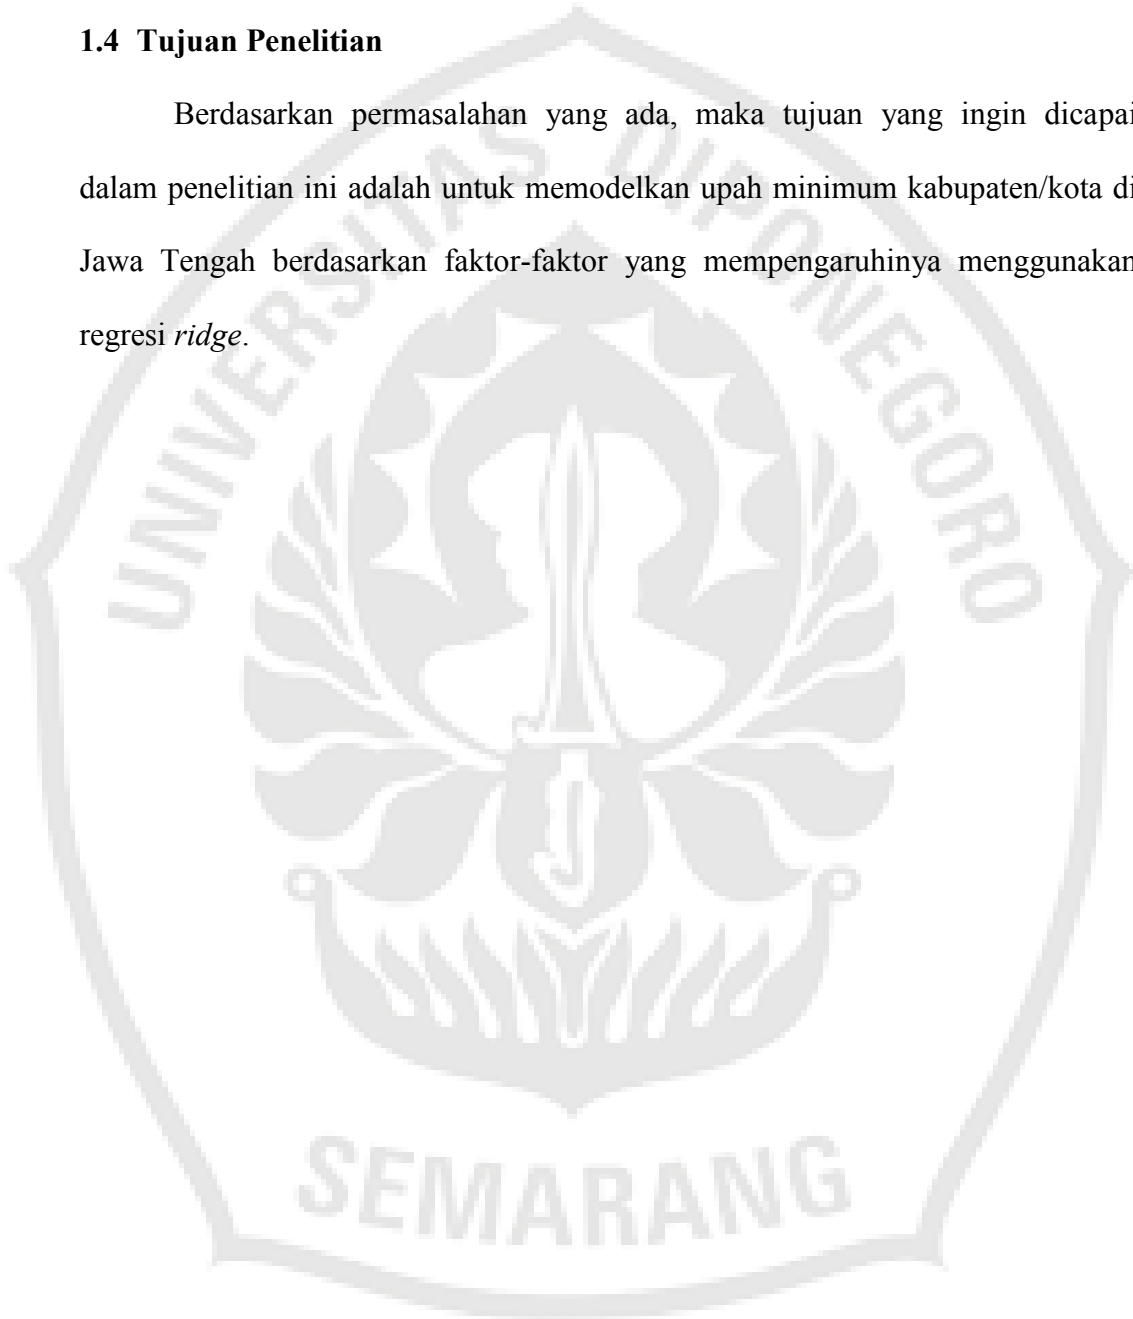 1.4 Tujuan Penelitian
Berdasarkan permasalahan yang ada, maka tujuan yang ingin dicapai
dalam penelitian ini adalah untuk memodelkan upah minimum kabupaten/kota di
Jawa Tengah berdasarkan faktor-faktor yang mempengaruhinya menggunakan
regresi ridge.
UNIVERSITAS DIPONEGORO
SEMARANG